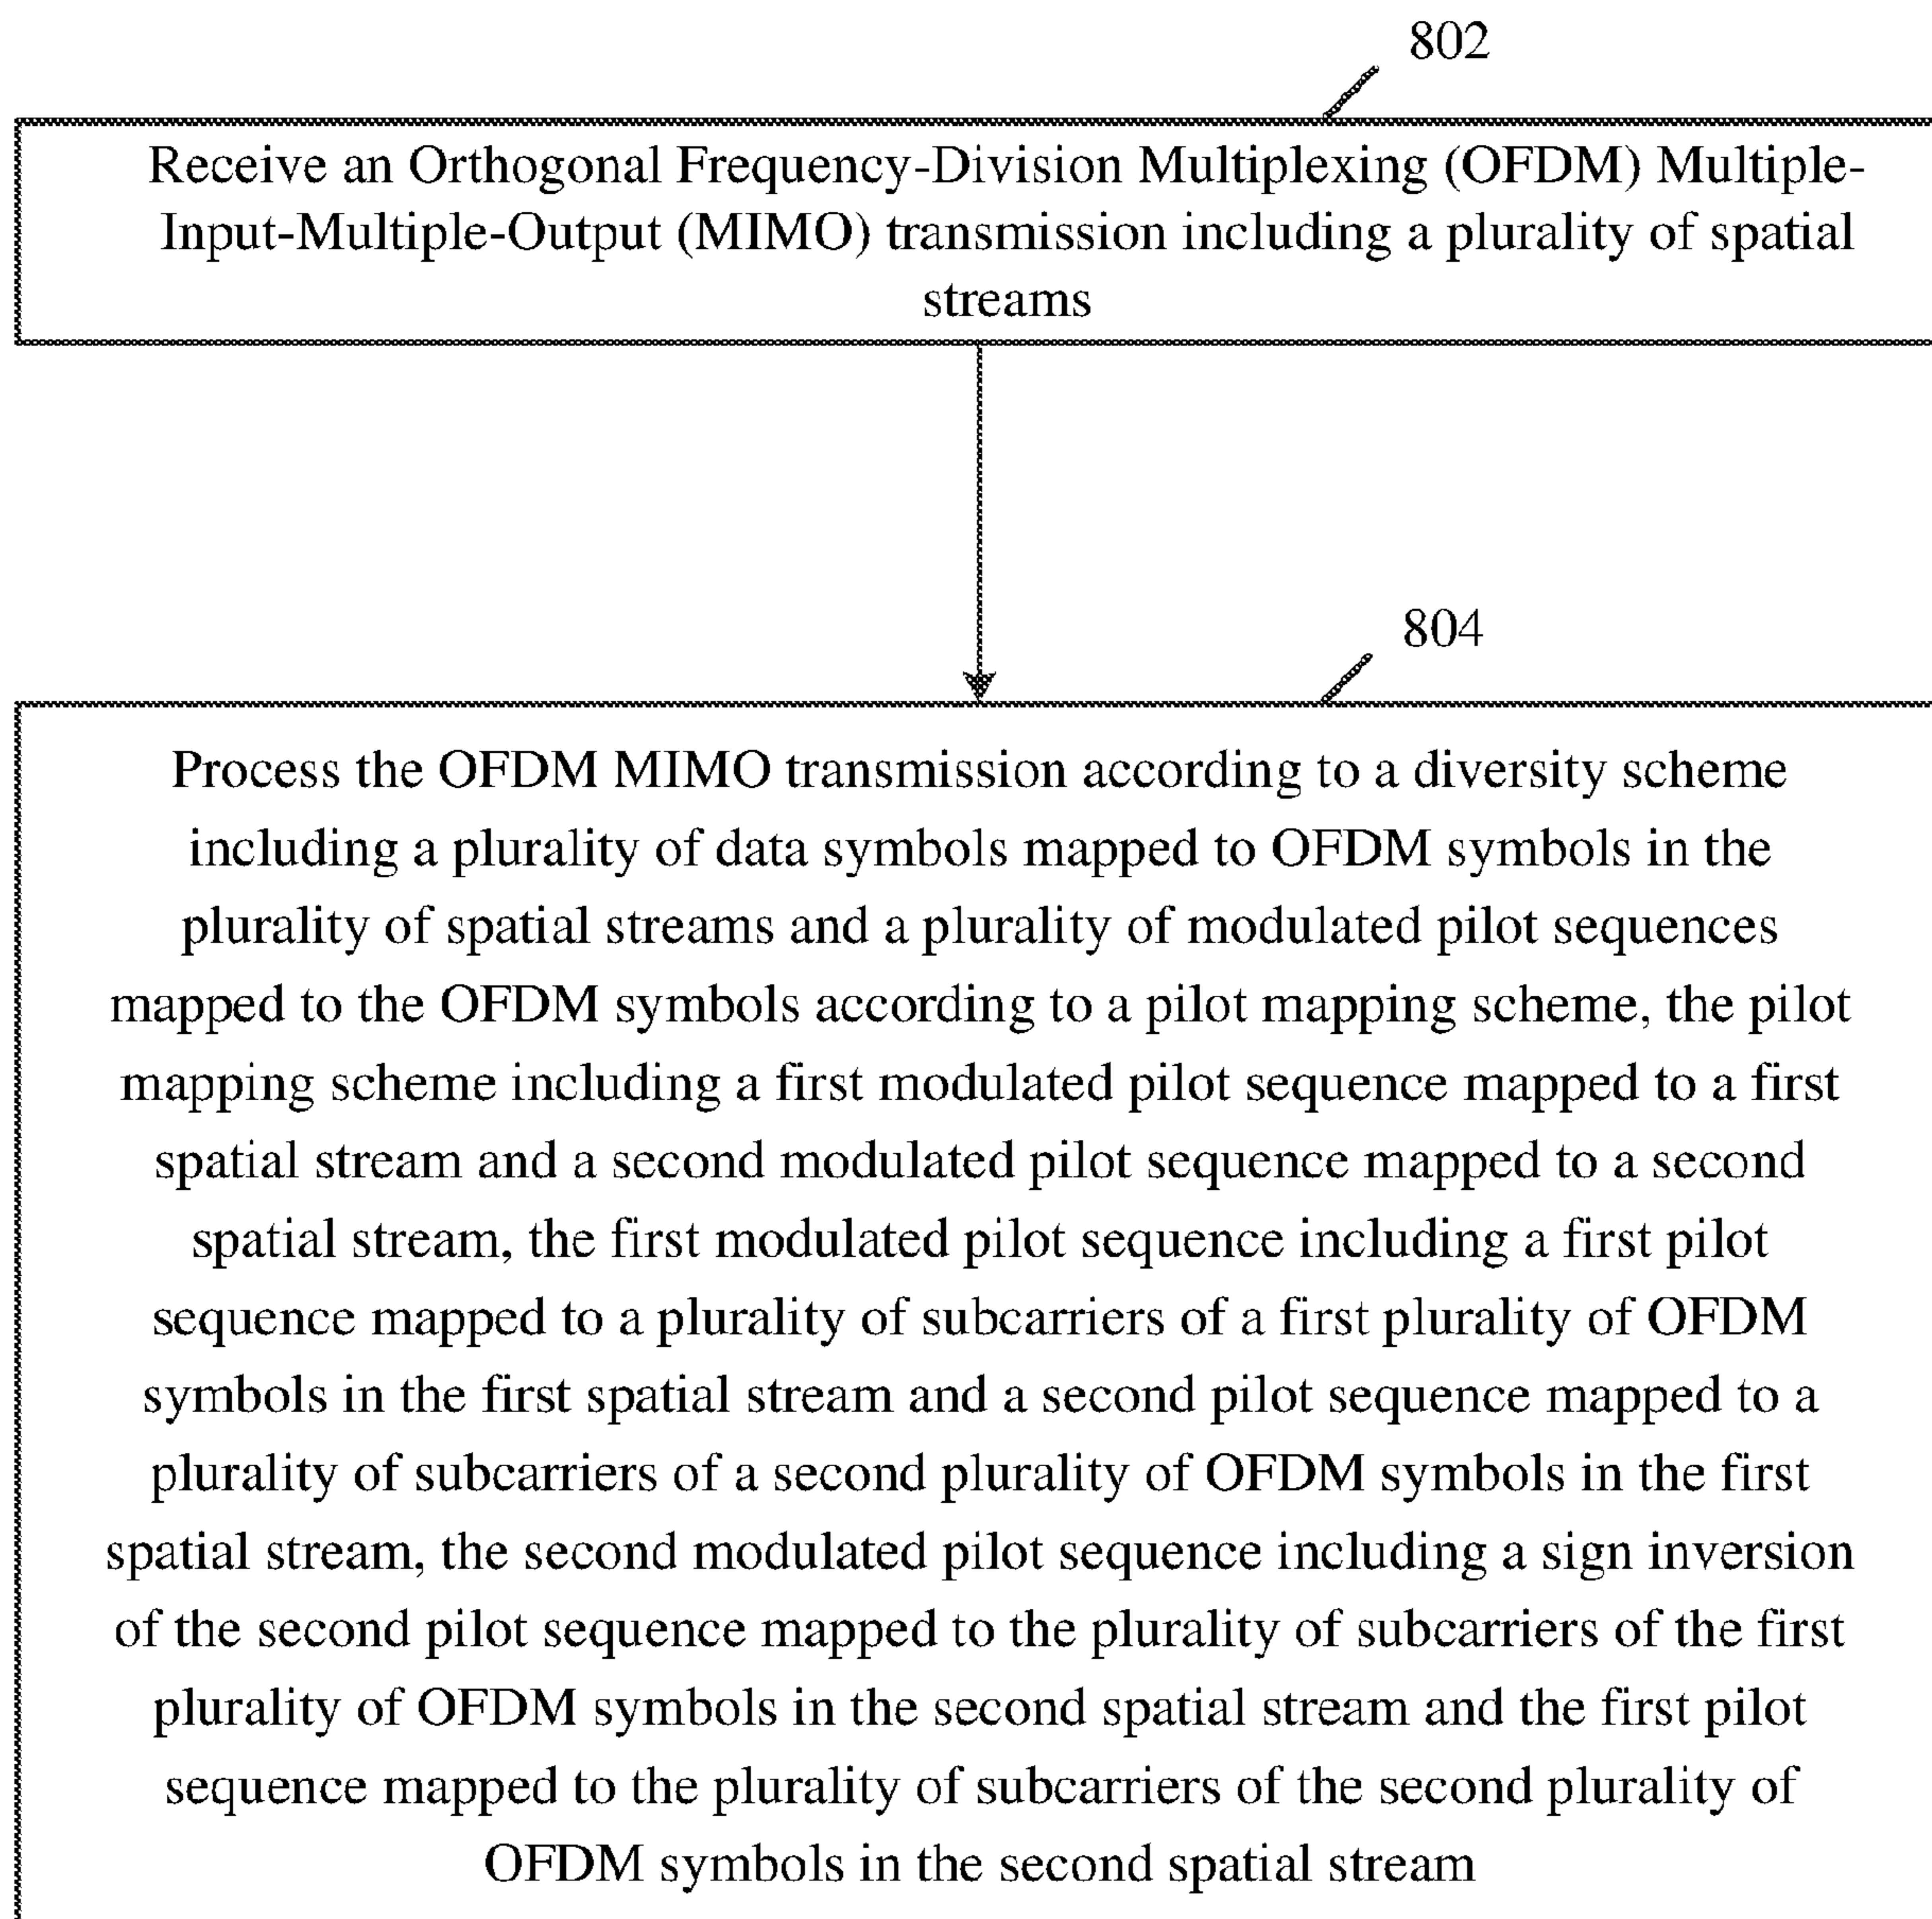 802
Receive an Orthogonal Frequency-Division Multiplexing (OFDM) Multiple-
Input-Multiple-Output (MIMO) transmission including a plurality of spatial
streams
804
Process the OFDM MIMO transmission according to a diversity scheme
including a plurality of data symbols mapped to OFDM symbols in the
plurality of spatial streams and a plurality of modulated pilot sequences
mapped to the OFDM symbols according to a pilot mapping scheme, the pilot
mapping scheme including a first modulated pilot sequence mapped to a first
spatial stream and a second modulated pilot sequence mapped to a second
spatial stream, the first modulated pilot sequence including a first pilot
sequence mapped to a plurality of subcarriers of a first plurality of OFDM
symbols in the first spatial stream and a second pilot sequence mapped to a
plurality of subcarriers of a second plurality of OFDM symbols in the first
spatial stream, the second modulated pilot sequence including a sign inversion
of the second pilot sequence mapped to the plurality of subcarriers of the first
plurality of OFDM symbols in the second spatial stream and the first pilot
sequence mapped to the plurality of subcarriers of the second plurality of
OFDM symbols in the second spatial stream